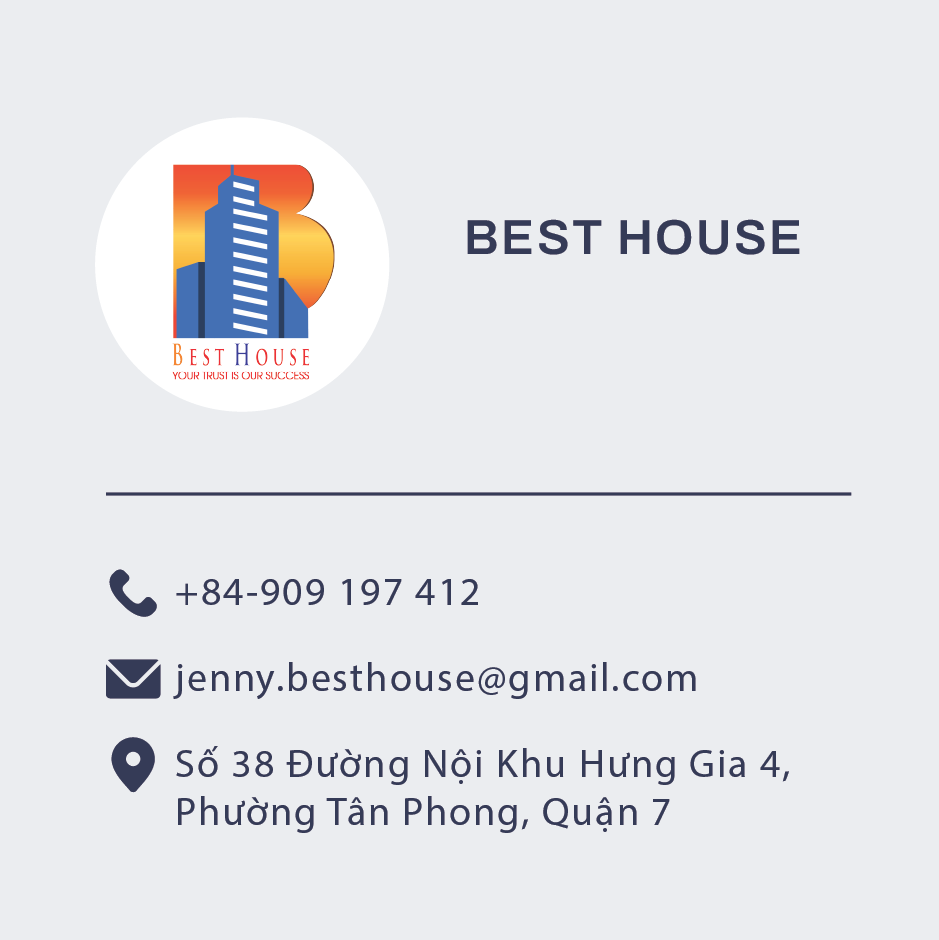 BEST HOUSE
BEST HOUSE
YOUR TRUST IS OUR SUCCESS
+84-909 197 412
jenny.besthouse@gmail.com
Số 38 Đường Nội Khu Hưng Gia 4,
Phường Tân Phong, Quận 7